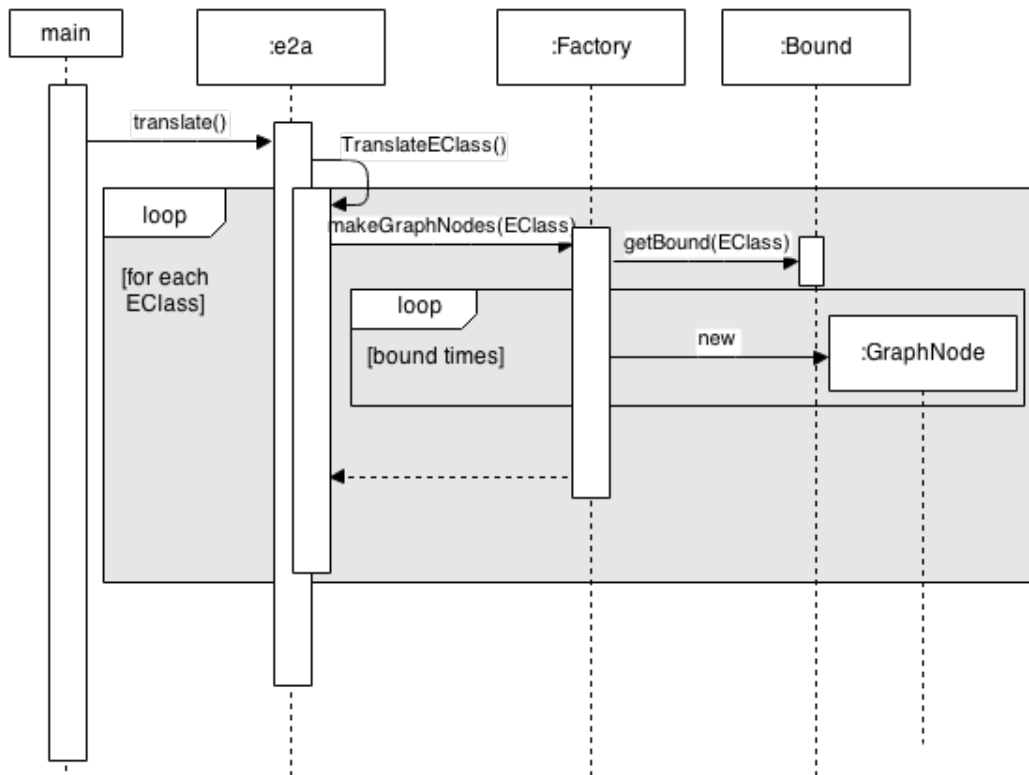 main
:e2a
:Factory
:Bound
translate()
TranslateEClass()
loop
makeGraphNodes(EClass)
getBound(EClass)
[for each
EClass]
loop
[bound times]
new
:GraphNode